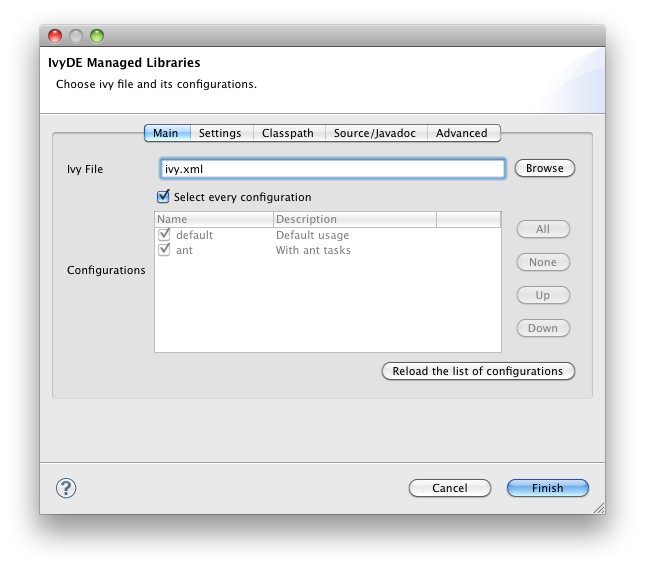 IvyDE Managed Libraries
Choose ivy file and its configurations.
Main Settings Classpath Source/Javadoc Advanced
Ivy File ivy.xml Browse
Select every configuration
Name Description
default Default usage
ant With ant tasks
Configurations
All
None
Up
Down
Reload the list of configurations
? Cancel Finish